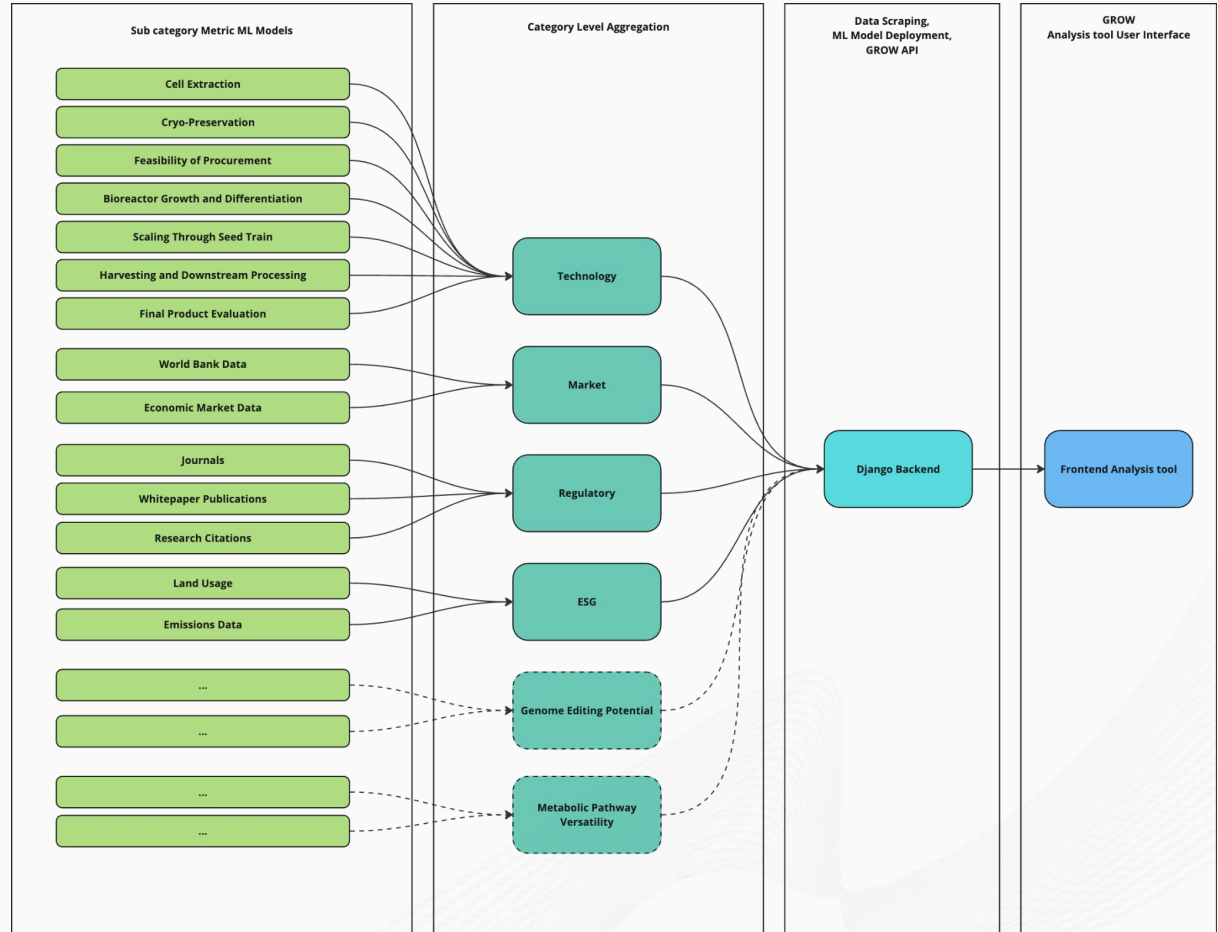 Sub category Metric ML Models
Category Level Aggregation
Data Scraping,
ML Model Deployment,
GROW API
GROW
Analysis tool User Interface
Cell Extraction
Cryo-Preservation
Feasibility of Procurement
Bioreactor Growth and Differentiation
Scaling Through Seed Train
Harvesting and Downstream Processing
Final Product Evaluation
World Bank Data
Economic Market Data
Journals
Whitepaper Publications
Research Citations
Land Usage
Emissions Data
...
...
...
...
Technology
Market
Regulatory
ESG
Genome Editing Potential
Metabolic Pathway
Versatility
Django Backend
Frontend Analysis tool